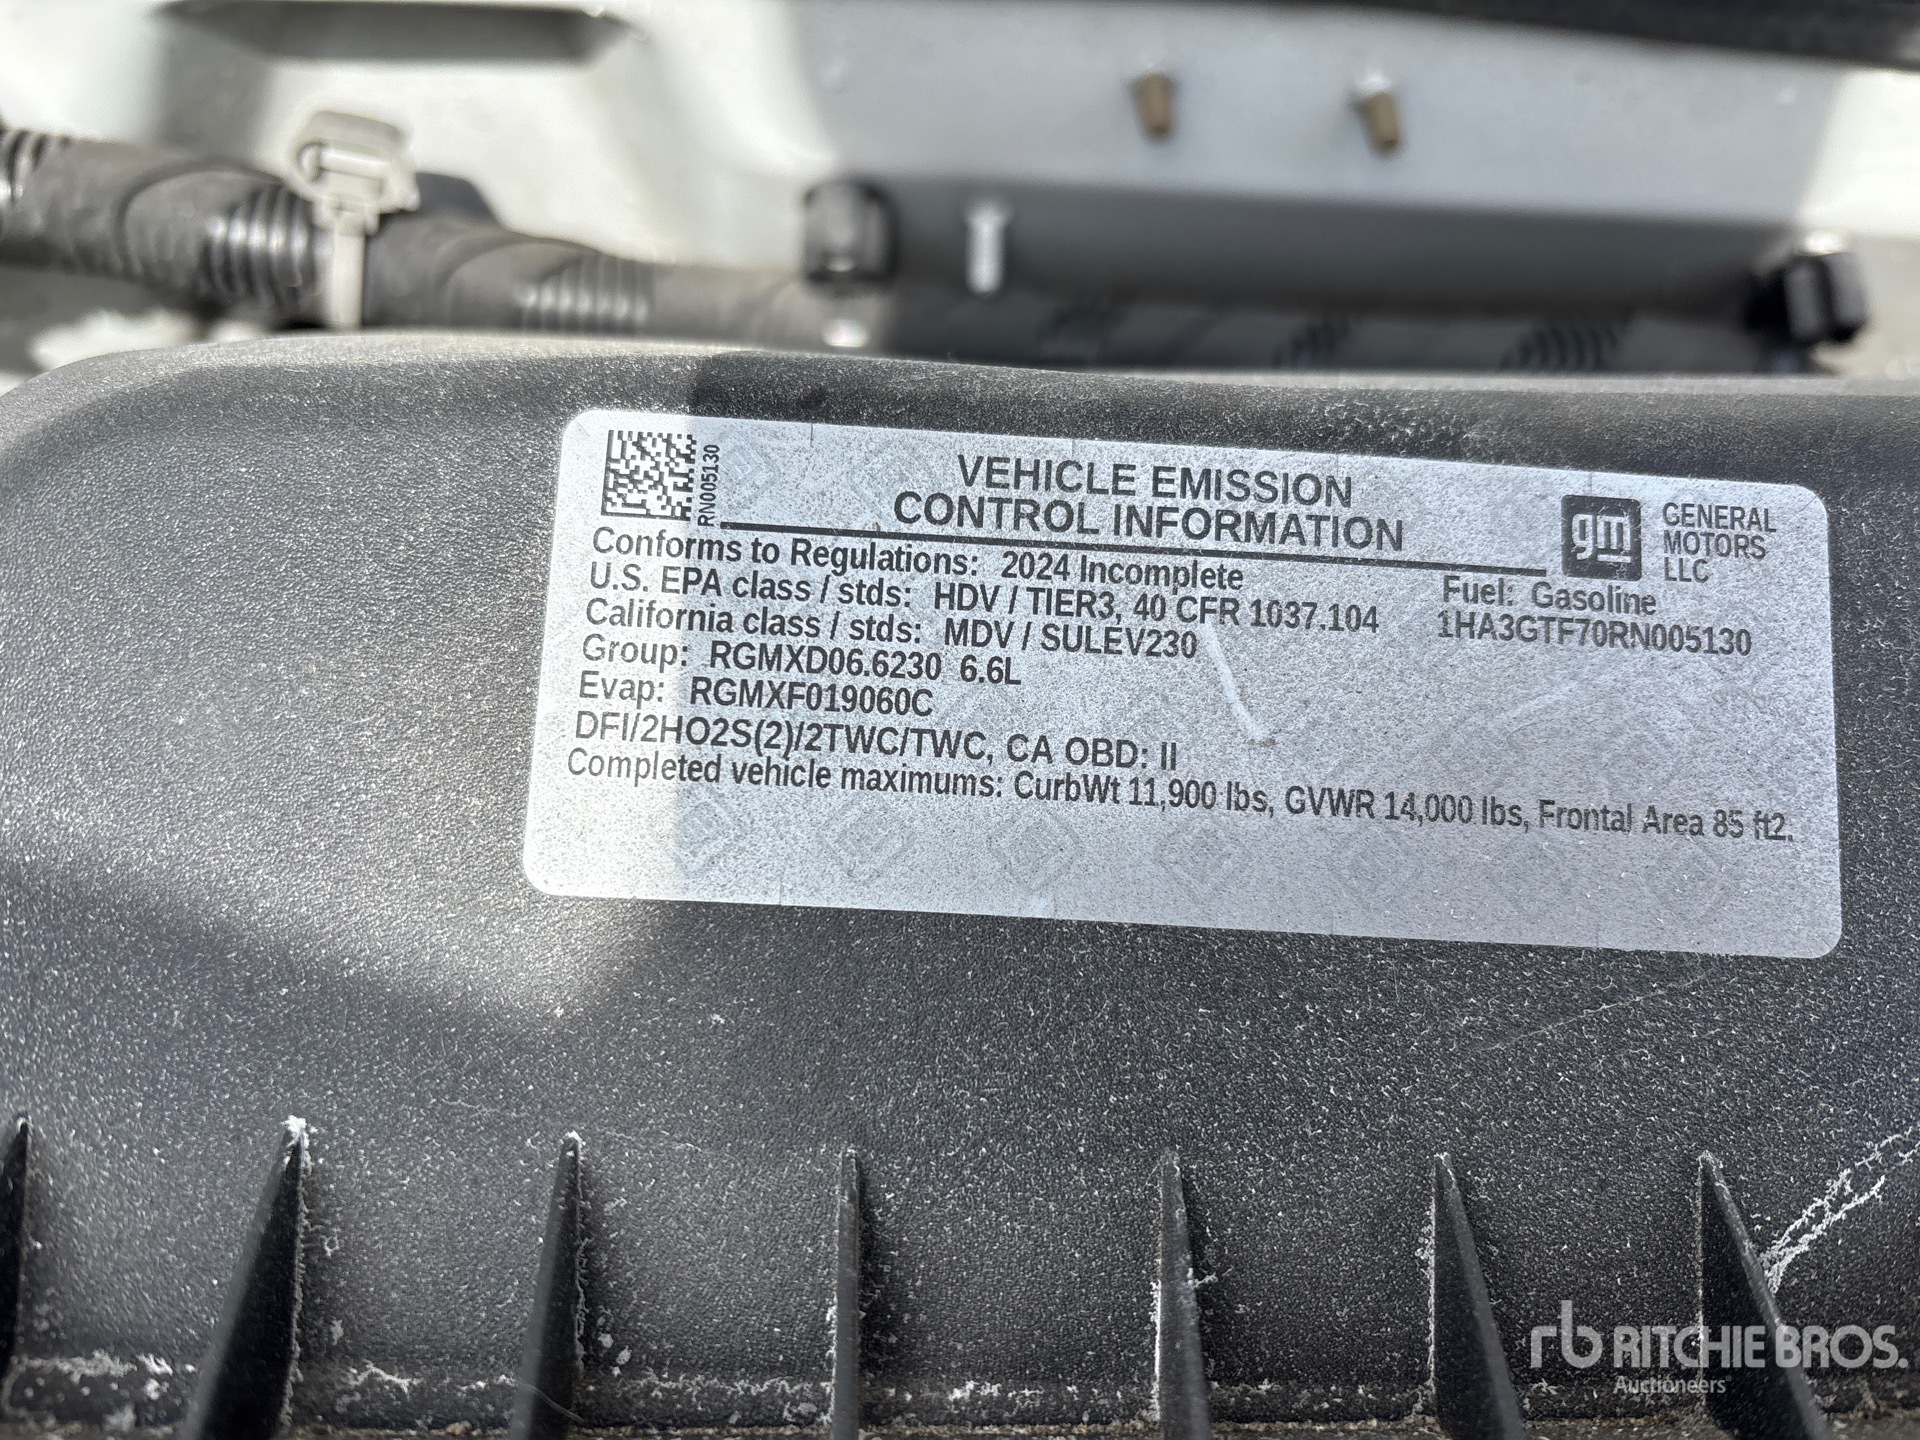 RN005130
VEHICLE EMISSION
CONTROL INFORMATION
gm
GENERAL
MOTORS
LLC
Conforms to Regulations: 2024 Incomplete
U.S. EPA class / stds: HDV / TIER3, 40 CFR 1037.104
California class / stds: MDV / SULEV230
Group: RGMXD06.6230 6.6L
Evap: RGMXF019060C
DFI/2HO2S(2)/2TWC/TWC, CA OBD: II
Completed vehicle maximums: CurbWt 11,900 lbs, GVWR 14,000 lbs, Frontal Area 85 ft2.
Fuel: Gasoline
1HA3GTF70RN005130
rb RITCHIE BROS.
Auctioneers